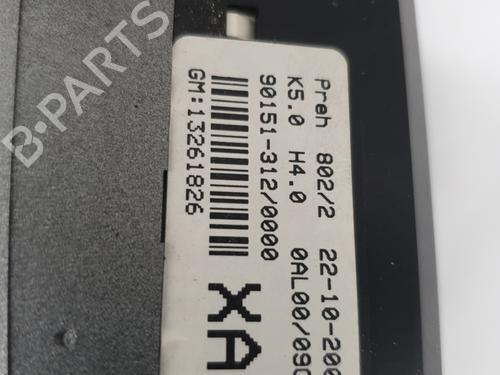 Preh 802/2 22-10-200
K5.0 H4.0 0AL00/090
90151-312/0000
GM:13261826
XA
B-PARTS